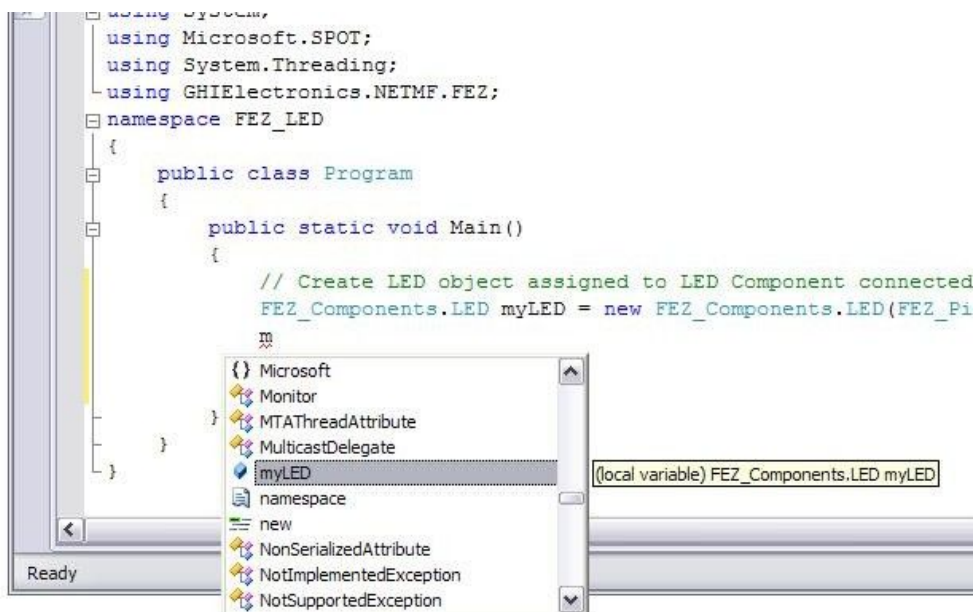 using System;
using Microsoft.SPOT;
using System.Threading;
using GHIElectronics.NETMF.FEZ;
namespace FEZ_LED
{
public class Program
{
public static void Main()
{
// Create LED object assigned to LED Component connected
FEZ_Components.LED myLED = new FEZ_Components.LED(FEZ_Pi
m
{} Microsoft
Monitor
MTAThreadAttribute
}
MulticastDelegate
}
myLED
(local variable) FEZ_Components.LED myLED
}
namespace
new
NonSerializedAttribute
NotImplementedException
NotSupportedException
Ready